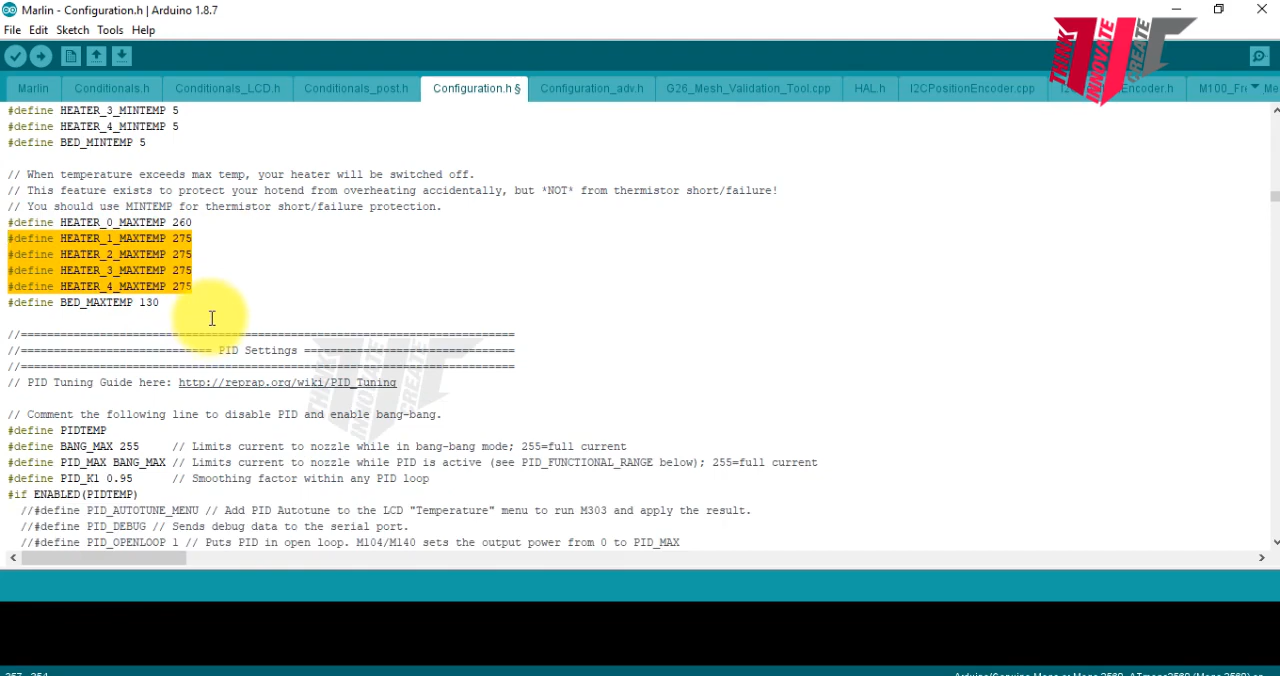 Marlin - Configuration.h | Arduino 1.8.7
File Edit Sketch Tools Help
THINK
INNOVATE
CREATE
Marlin Conditionals.h Conditionals_LCD.h Conditionals_post.h Configuration.h § Configuration_adv.h G26_Mesh_Validation_Tool.cpp HAL.h I2CPositionEncoder.cpp Encoder.h M100_Fr
#define HEATER_3_MINTEMP 5
#define HEATER_4_MINTEMP 5
#define BED_MINTEMP 5
// When temperature exceeds max temp, your heater will be switched off.
// This feature exists to protect your hotend from overheating accidentally, but *NOT* from thermistor short/failure!
// You should use MINTEMP for thermistor short/failure protection.
#define HEATER_0_MAXTEMP 260
#define HEATER_1_MAXTEMP 275
#define HEATER_2_MAXTEMP 275
#define HEATER_3_MAXTEMP 275
#define HEATER_4_MAXTEMP 275
#define BED_MAXTEMP 130
//===========================================================================
//============================= PID Settings ================================
//===========================================================================
// PID Tuning Guide here: http://reprap.org/wiki/PID_Tuning
// Comment the following line to disable PID and enable bang-bang.
#define PIDTEMP
#define BANG_MAX 255     // Limits current to nozzle while in bang-bang mode; 255=full current
#define PID_MAX BANG_MAX // Limits current to nozzle while PID is active (see PID_FUNCTIONAL_RANGE below); 255=full current
#define PID_K1 0.95      // Smoothing factor within any PID loop
#if ENABLED(PIDTEMP)
  //#define PID_AUTOTUNE_MENU // Add PID Autotune to the LCD "Temperature" menu to run M303 and apply the result.
  //#define PID_DEBUG // Sends debug data to the serial port.
  //#define PID_OPENLOOP 1 // Puts PID in open loop. M104/M140 sets the output power from 0 to PID_MAX
THINK
INNOVATE
CREATE